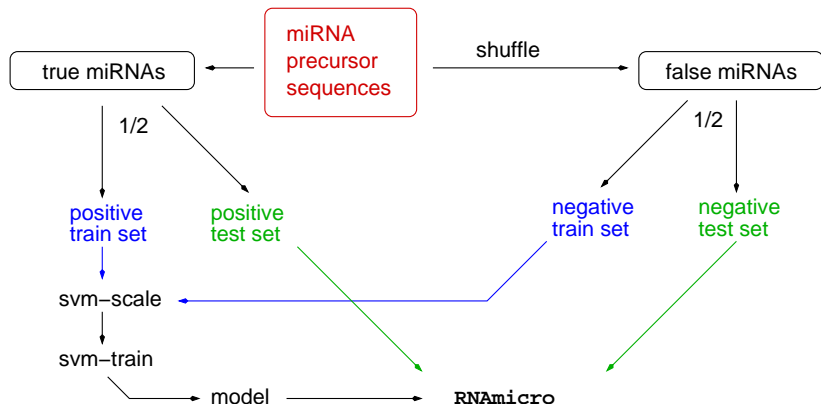 miRNA
precursor
sequences
shuffle
true miRNAs
false miRNAs
1/2
1/2
positive
train set
positive
test set
negative
train set
negative
test set
svm−scale
svm−train
model
RNAmicro